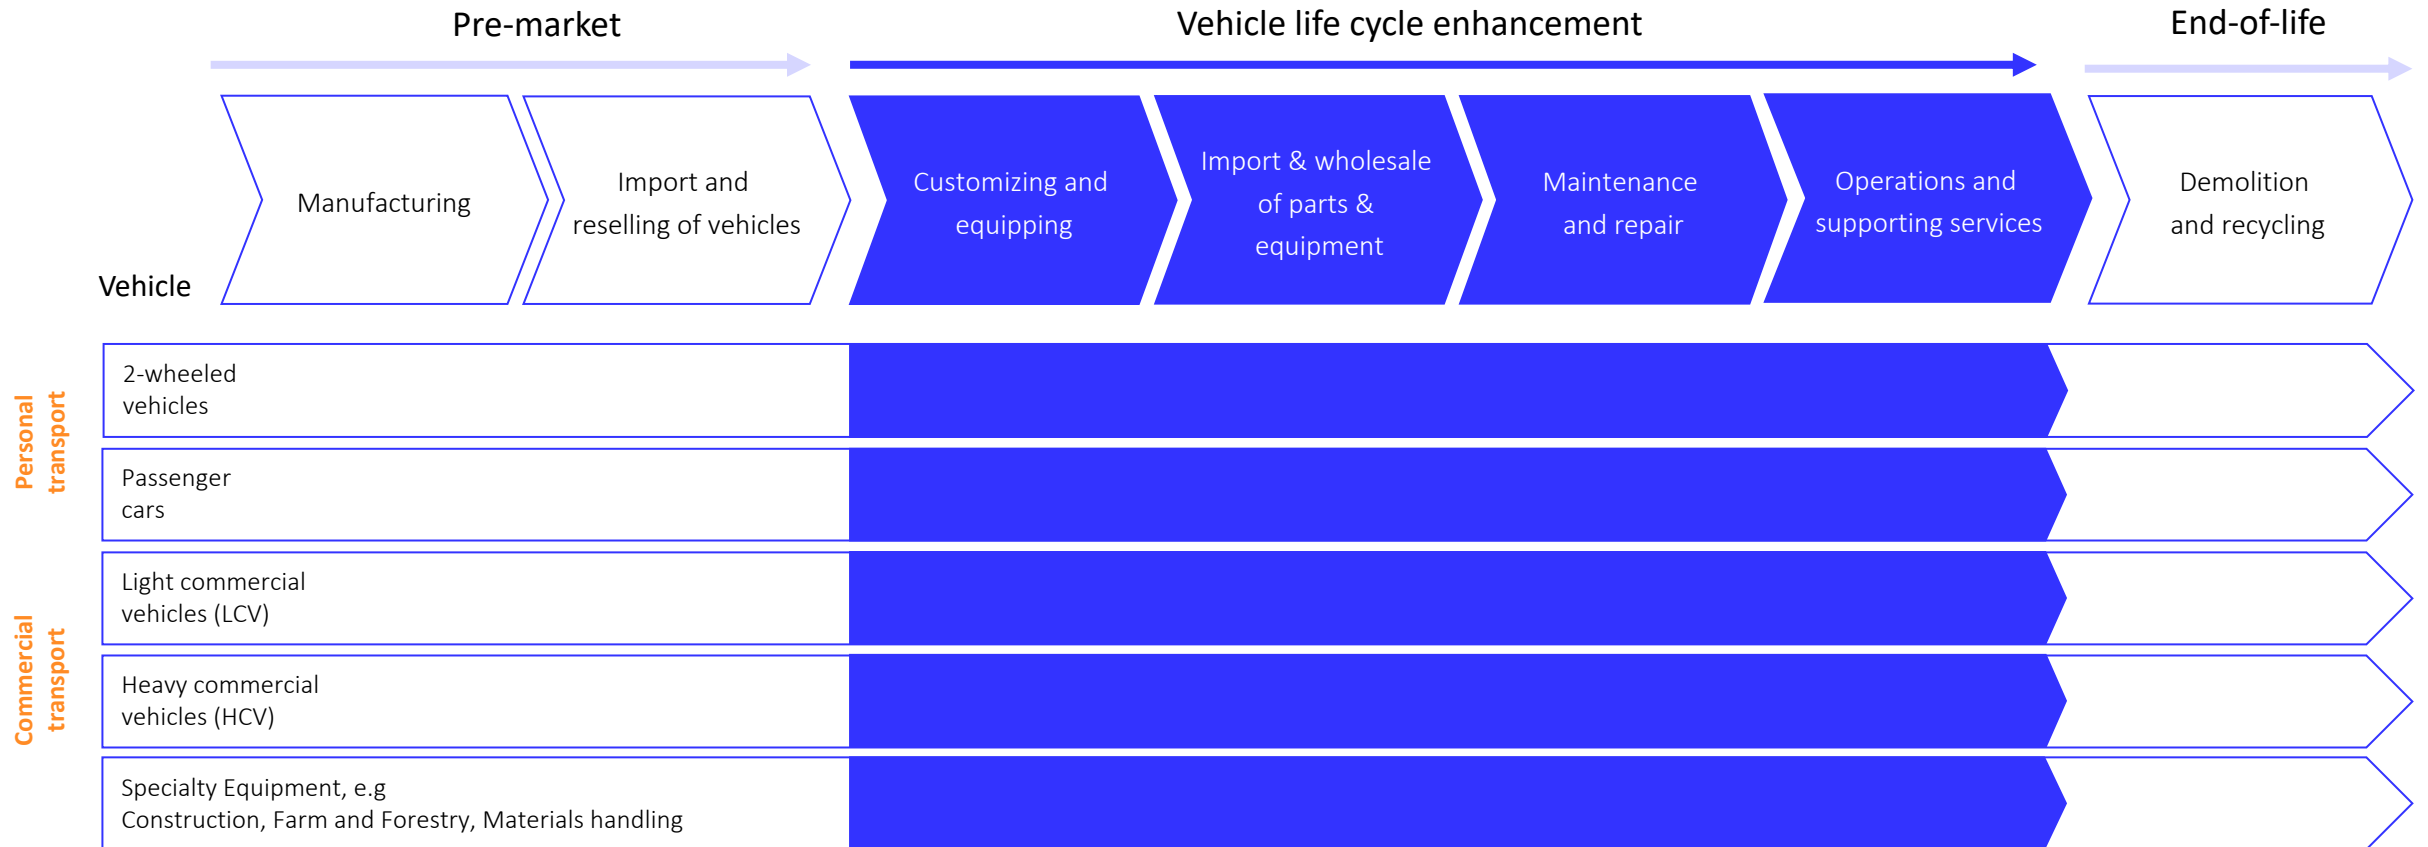 Pre-market
Vehicle life cycle enhancement
End-of-life
Manufacturing
Import and
reselling of vehicles
Customizing and
equipping
Import & wholesale
of parts &
equipment
Maintenance
and repair
Operations and
supporting services
Demolition
and recycling
Vehicle
Personal
transport
2-wheeled
vehicles
Passenger
cars
Commercial
transport
Light commercial
vehicles (LCV)
Heavy commercial
vehicles (HCV)
Specialty Equipment, e.g
Construction, Farm and Forestry, Materials handling